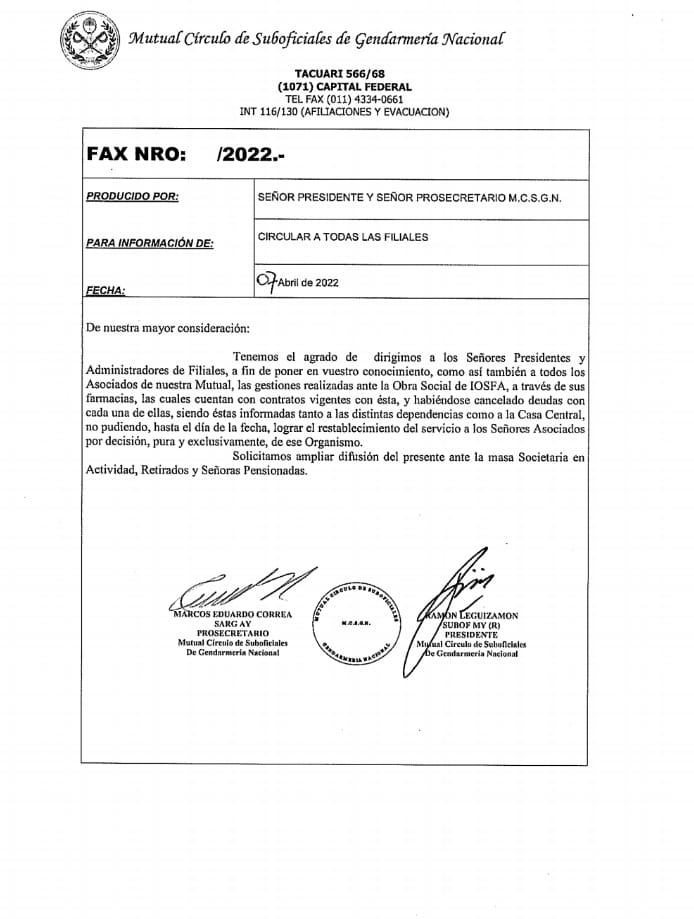 Mutual Círculo de Suboficiales de Gendarmería Nacional
TACUARI 566/68
(1071) CAPITAL FEDERAL
TEL FAX (011) 4334-0661
INT 116/130 (AFILIACIONES Y EVACUACION)
FAX NRO: /2022.-
PRODUCIDO POR:
SEÑOR PRESIDENTE Y SEÑOR PROSECRETARIO M.C.S.G.N.
PARA INFORMACIÓN DE:
CIRCULAR A TODAS LAS FILIALES
FECHA:
07 Abril de 2022
De nuestra mayor consideración:
Tenemos el agrado de dirigimos a los Señores Presidentes y
Administradores de Filiales, a fin de poner en vuestro conocimiento, como así también a todos los
Asociados de nuestra Mutual, las gestiones realizadas ante la Obra Social de IOSFA, a través de sus
farmacias, las cuales cuentan con contratos vigentes con ésta, y habiéndose cancelado deudas con
cada una de ellas, siendo éstas informadas tanto a las distintas dependencias como a la Casa Central,
no pudiendo, hasta el día de la fecha, lograr el restablecimiento del servicio a los Señores Asociados
por decisión, pura y exclusivamente, de ese Organismo.
Solicitamos ampliar difusión del presente ante la masa Societaria en
Actividad, Retirados y Señoras Pensionadas.
MARCOS EDUARDO CORREA
SARG AY
PROSECRETARIO
Mutual Círculo de Suboficiales
De Gendarmería Nacional
MUTUAL CIRCULO DE SUBOFICIALES
M.C.S.G.N.
GENDARMERIA NACIONAL
RAMÓN LEGUIZAMON
SUBOF MY (R)
PRESIDENTE
Mutual Círculo de Suboficiales
De Gendarmería Nacional